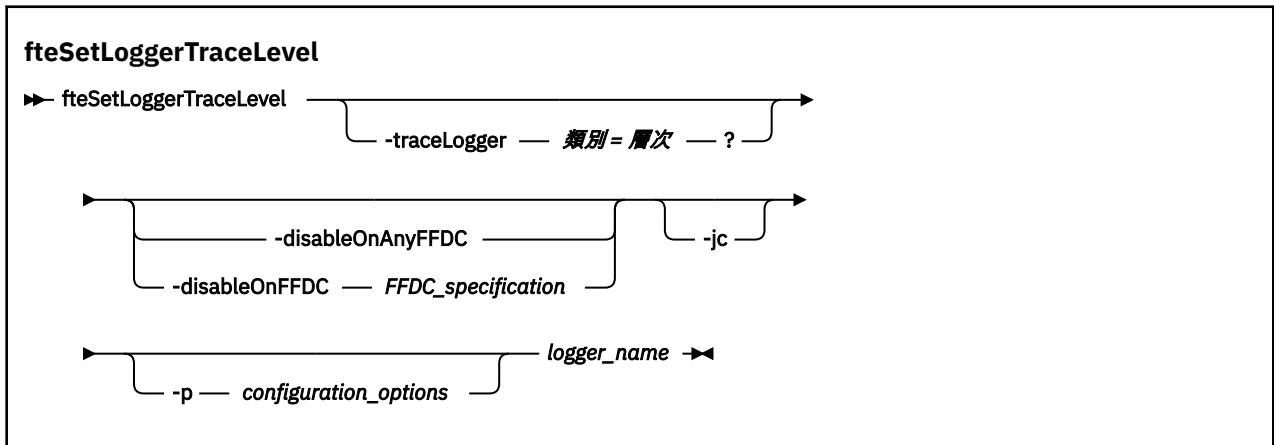 fteSetLoggerTraceLevel
fteSetLoggerTraceLevel
-traceLogger 類別 = 層次 ?
-disableOnAnyFFDC
-jc
-disableOnFFDC FFDC_specification
logger_name
-p configuration_options